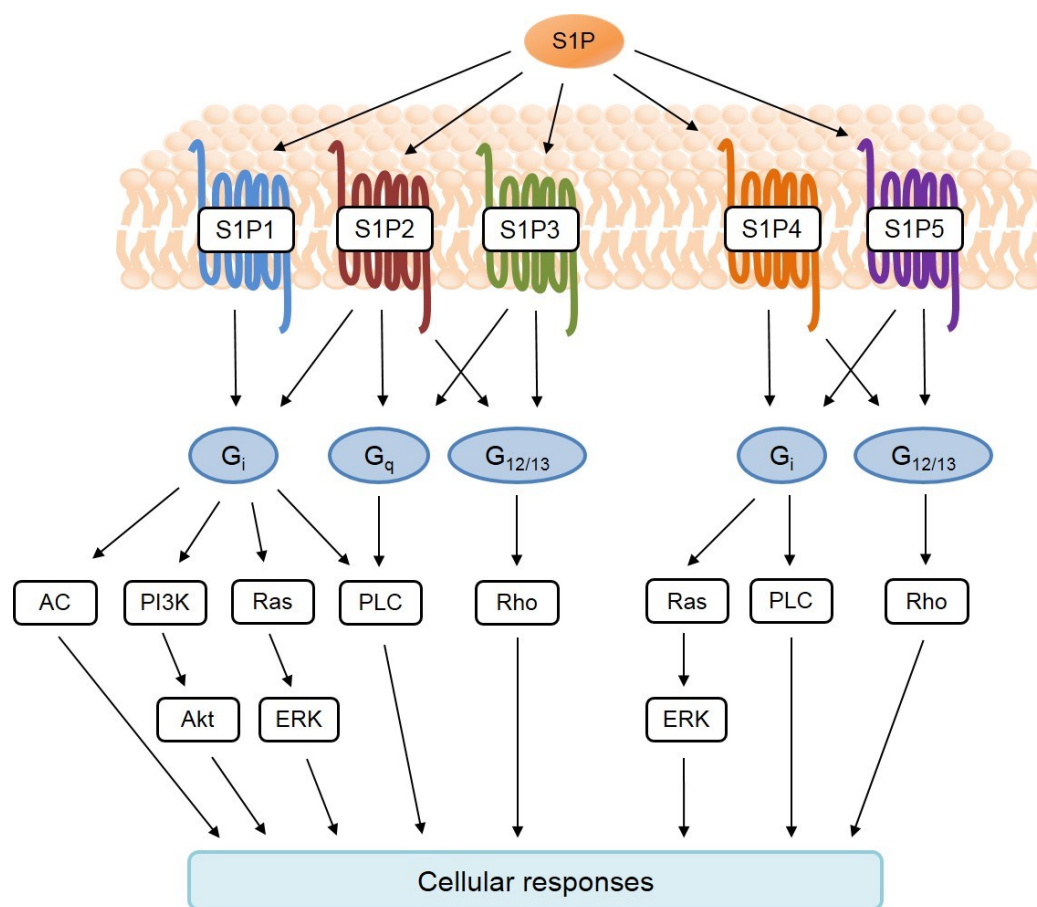 S1P
S1P1 S1P2 S1P3 S1P4 S1P5
Gi Gq G12/13 Gi G12/13
AC PI3K Ras PLC Rho Ras PLC Rho
Akt ERK ERK
Cellular responses